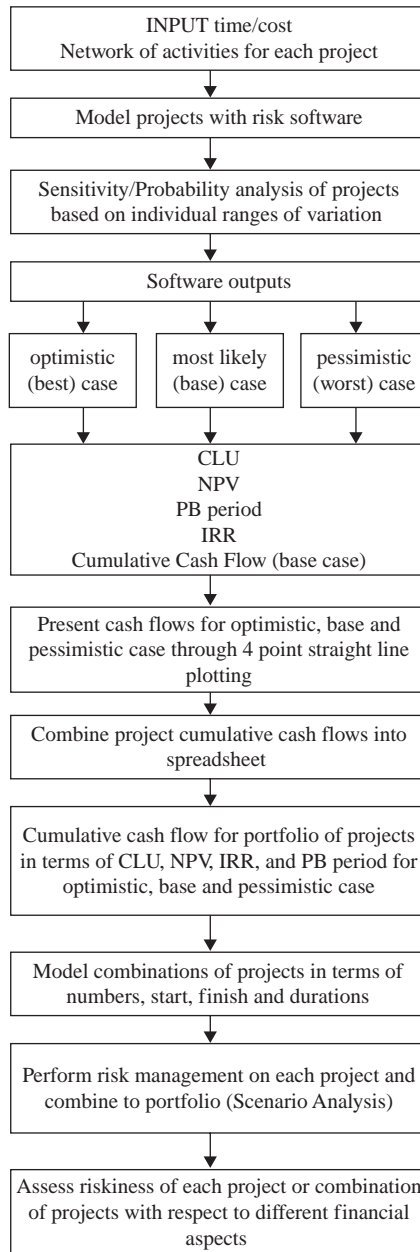 INPUT time/cost
Network of activities for each project
Model projects with risk software
Sensitivity/Probability analysis of projects
based on individual ranges of variation
Software outputs
optimistic
(best) case
most likely
(base) case
pessimistic
(worst) case
CLU
NPV
PB period
IRR
Cumulative Cash Flow (base case)
Present cash flows for optimistic, base and
pessimistic case through 4 point straight line
plotting
Combine project cumulative cash flows into
spreadsheet
Cumulative cash flow for portfolio of projects
in terms of CLU, NPV, IRR, and PB period for
optimistic, base and pessimistic case
Model combinations of projects in terms of
numbers, start, finish and durations
Perform risk management on each project and
combine to portfolio (Scenario Analysis)
Assess riskiness of each project or combination
of projects with respect to different financial
aspects